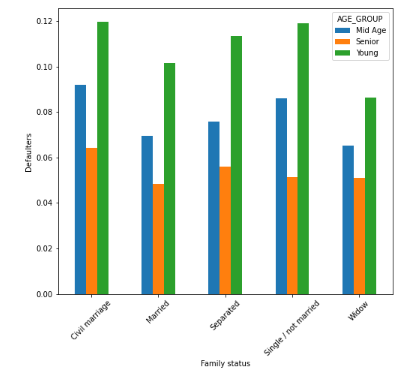 AGE_GROUP
Mid Age
Senior
Young
0.12
0.10
0.08
0.06
0.04
0.02
0.00
Defaulters
Civil marriage
Married
Separated
Single / not married
Widow
Family status